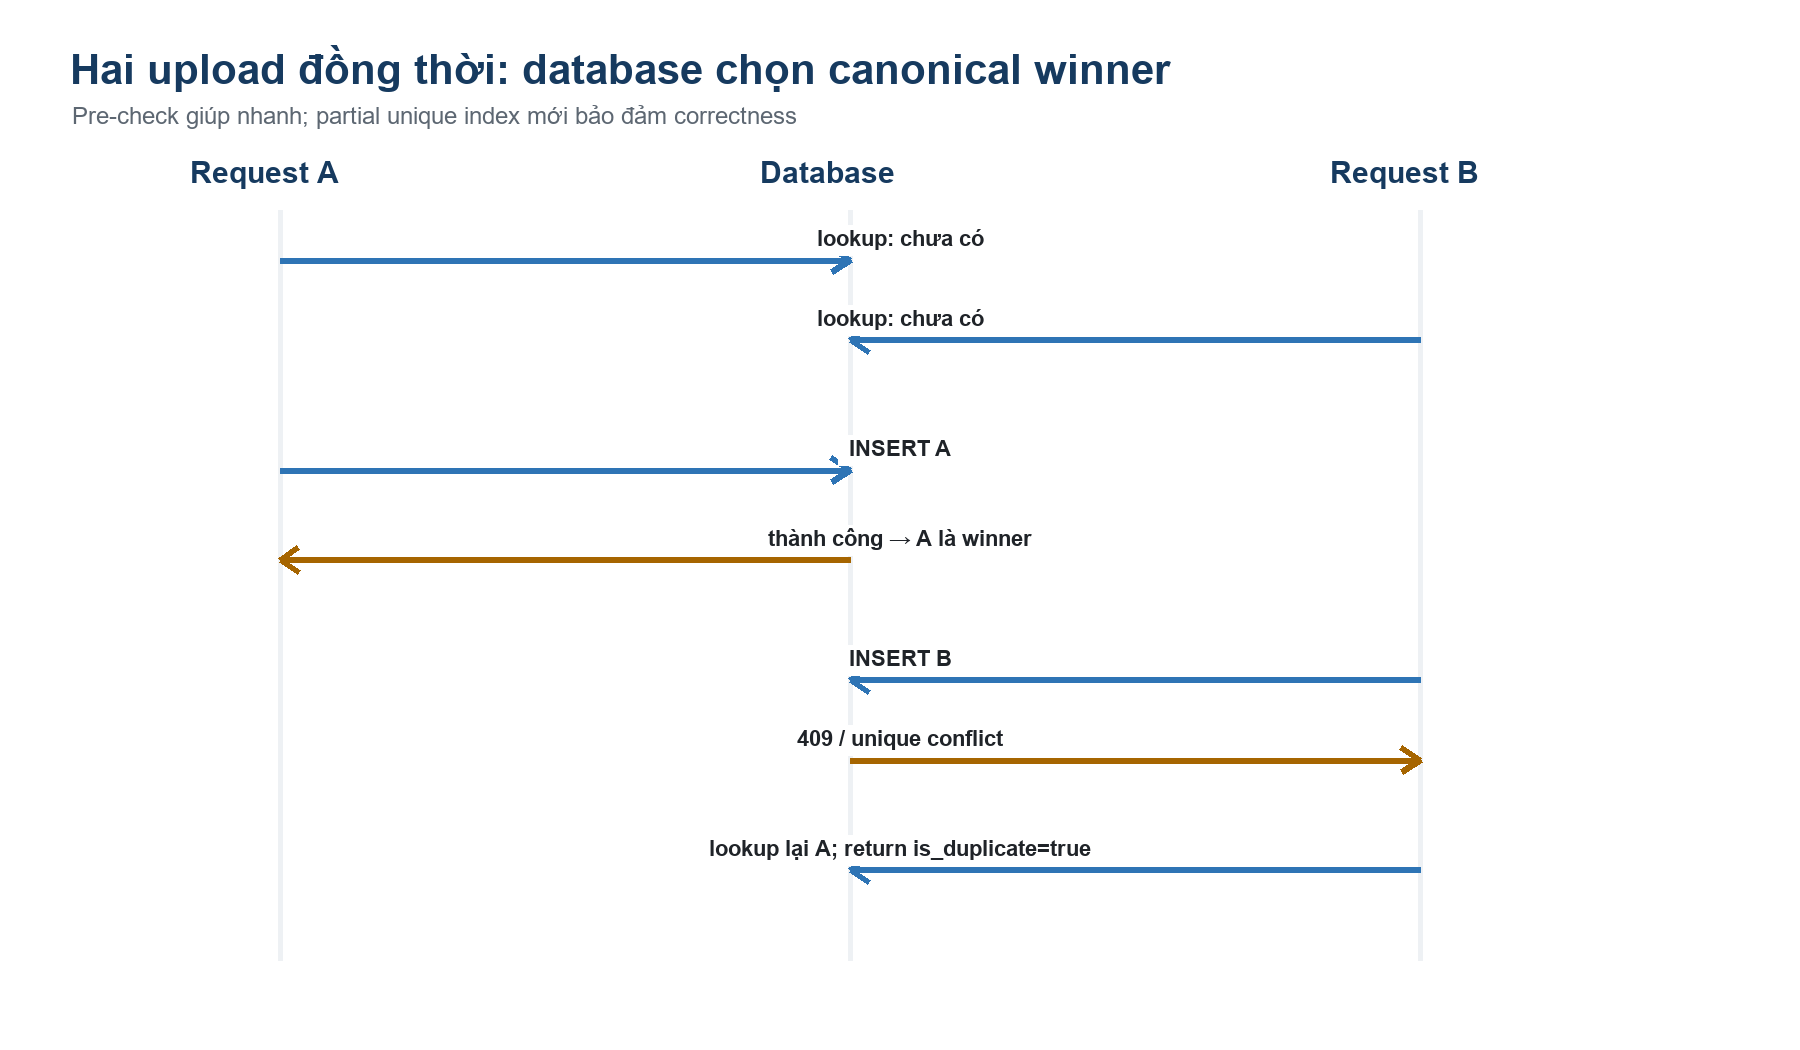 Hai upload đồng thời: database chọn canonical winner
Pre-check giúp nhanh; partial unique index mới bảo đảm correctness
Request A
Database
Request B
lookup: chưa có
lookup: chưa có
INSERT A
thành công → A là winner
INSERT B
409 / unique conflict
lookup lại A; return is_duplicate=true